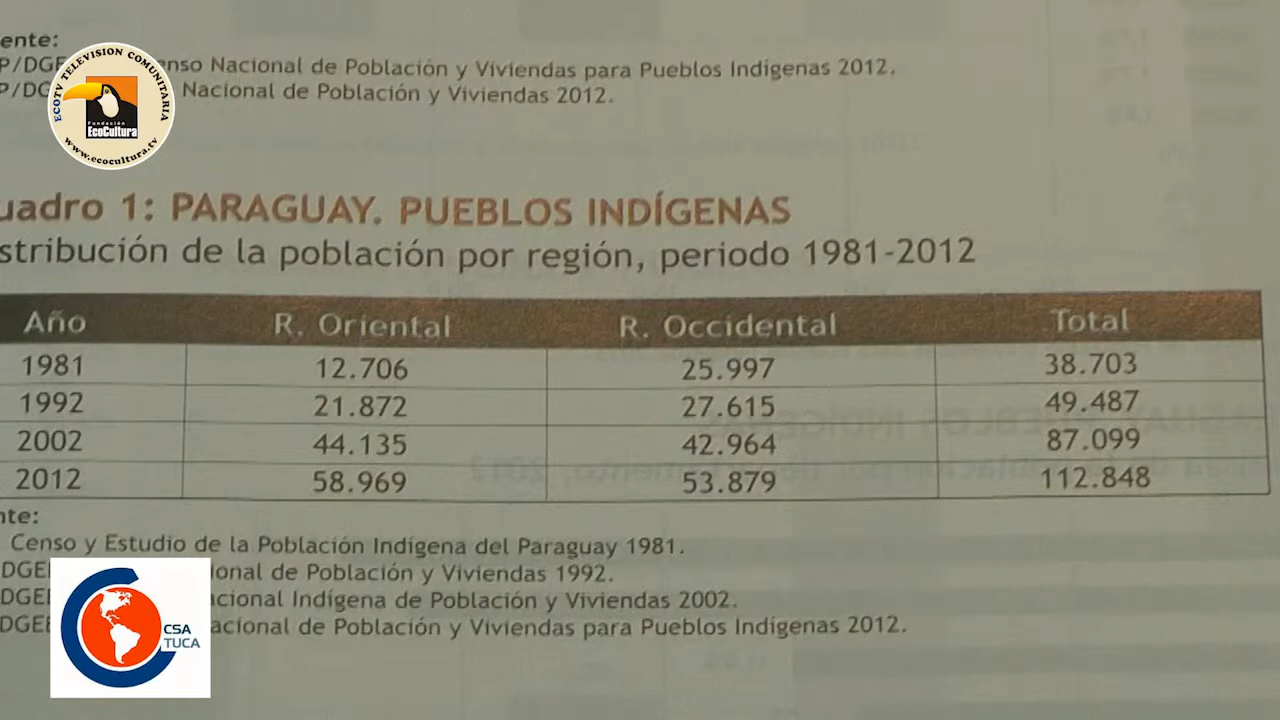 ente:
P/DGE enso Nacional de Población y Viviendas para Pueblos Indígenas 2012.
P/DG Nacional de Población y Viviendas 2012.
ECOTV TELEVISION COMUNITARIA
Fundación
EcoCultura
www.ecocultura.tv
uadro 1: PARAGUAY. PUEBLOS INDÍGENAS
stribución de la población por región, periodo 1981-2012
Año R. Oriental R. Occidental Total
1981 12.706 25.997 38.703
1992 21.872 27.615 49.487
2002 44.135 42.964 87.099
2012 58.969 53.879 112.848
nte:
Censo y Estudio de la Población Indígena del Paraguay 1981.
DGEE ional de Población y Viviendas 1992.
DGEE acional Indígena de Población y Viviendas 2002.
DGEE acional de Población y Viviendas para Pueblos Indígenas 2012.
CSA
TUCA